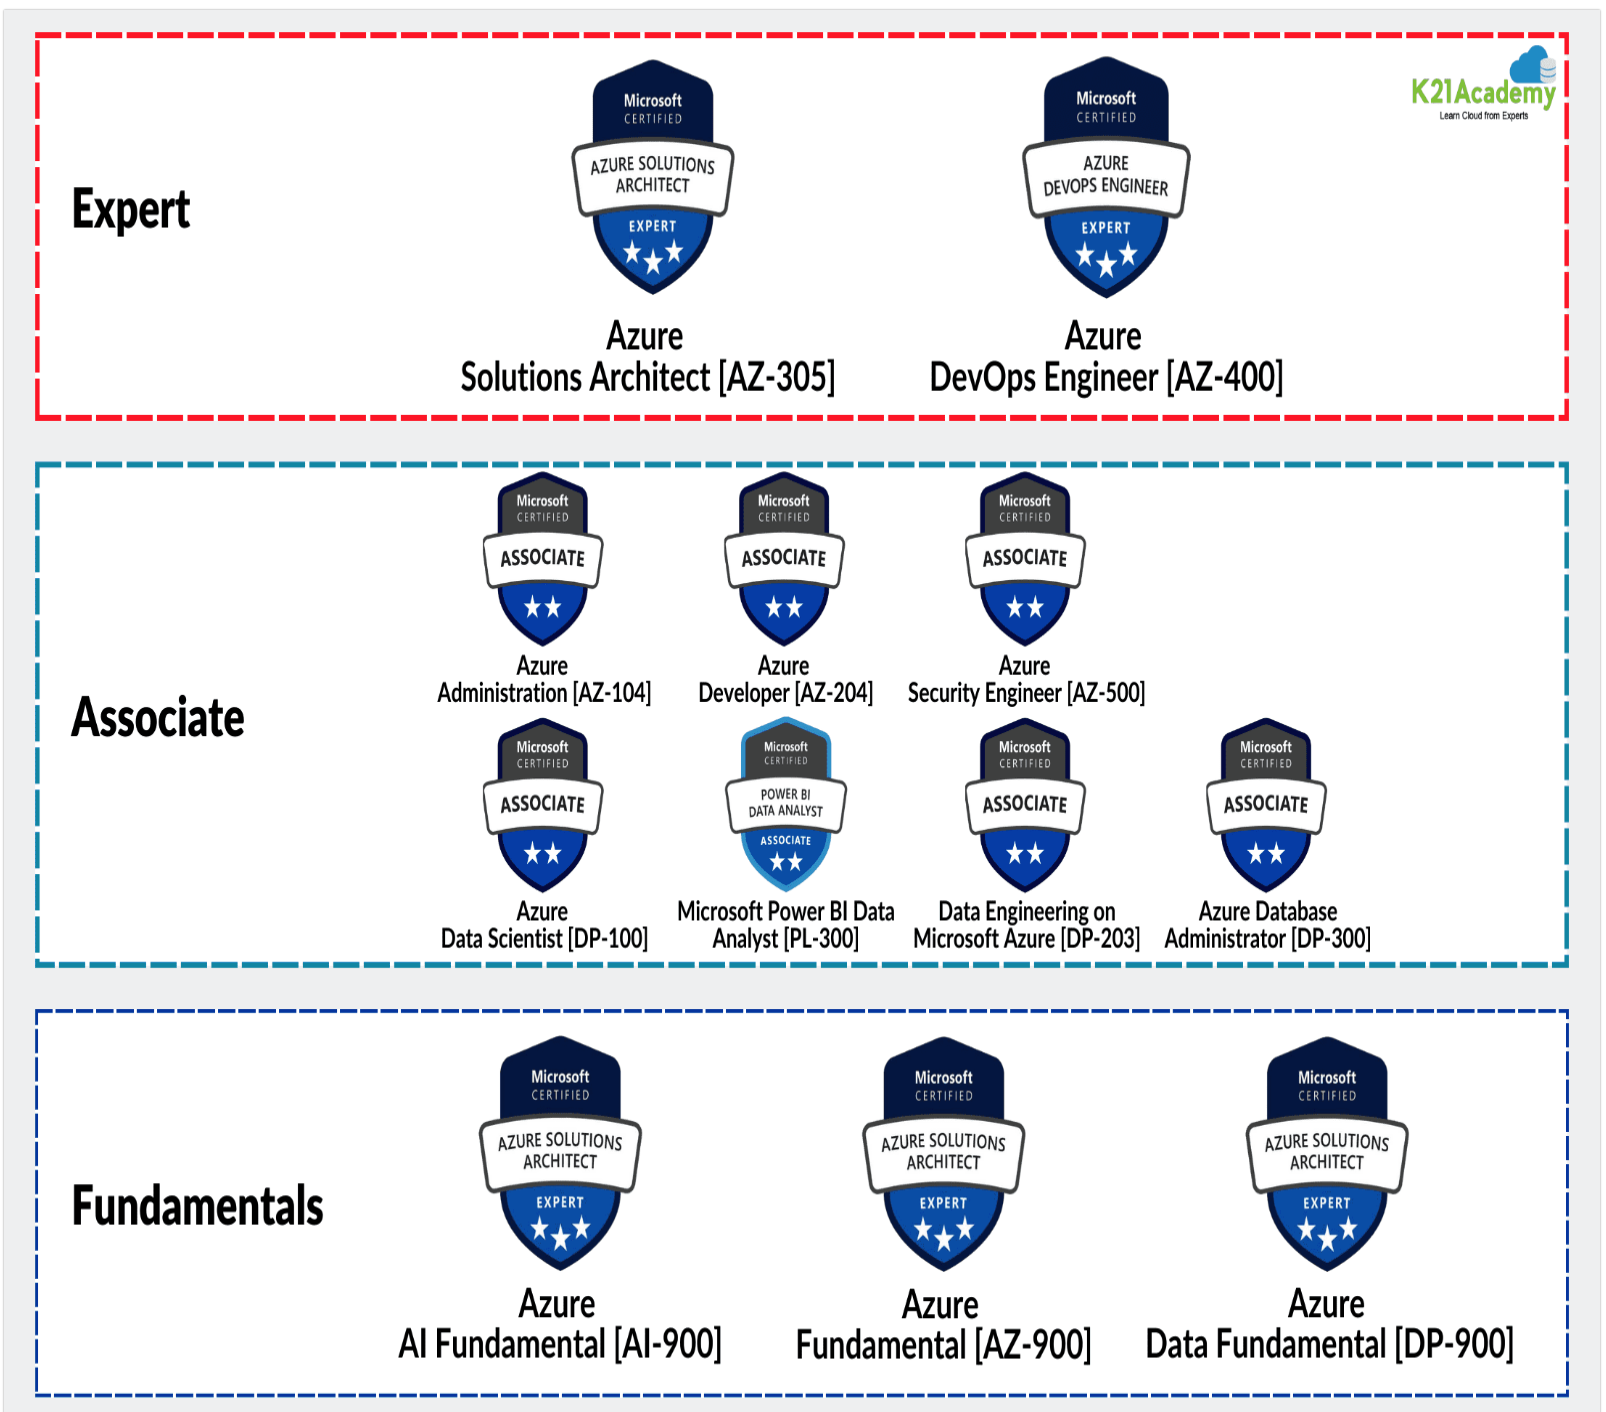 K21Academy
Learn Cloud from Experts
Expert
Microsoft
CERTIFIED
AZURE SOLUTIONS
ARCHITECT
EXPERT
Azure
Solutions Architect [AZ-305]
Microsoft
CERTIFIED
AZURE
DEVOPS ENGINEER
EXPERT
Azure
DevOps Engineer [AZ-400]
Associate
Microsoft
CERTIFIED
ASSOCIATE
Azure
Administration [AZ-104]
Microsoft
CERTIFIED
ASSOCIATE
Azure
Developer [AZ-204]
Microsoft
CERTIFIED
ASSOCIATE
Azure
Security Engineer [AZ-500]
Microsoft
CERTIFIED
ASSOCIATE
Azure
Data Scientist [DP-100]
Microsoft
CERTIFIED
POWER BI
DATA ANALYST
ASSOCIATE
Microsoft Power BI Data
Analyst [PL-300]
Microsoft
CERTIFIED
ASSOCIATE
Data Engineering on
Microsoft Azure [DP-203]
Microsoft
CERTIFIED
ASSOCIATE
Azure Database
Administrator [DP-300]
Fundamentals
Microsoft
CERTIFIED
AZURE SOLUTIONS
ARCHITECT
EXPERT
Azure
AI Fundamental [AI-900]
Microsoft
CERTIFIED
AZURE SOLUTIONS
ARCHITECT
EXPERT
Azure
Fundamental [AZ-900]
Microsoft
CERTIFIED
AZURE SOLUTIONS
ARCHITECT
EXPERT
Azure
Data Fundamental [DP-900]